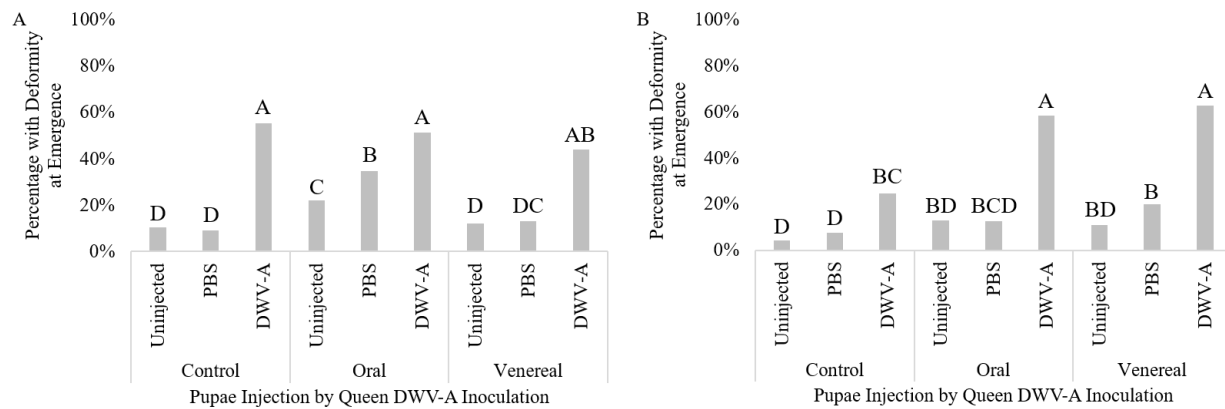 A
Percentage with Deformity
at Emergence
100%
80%
60%
40%
20%
0%
D
D
A
C
B
A
D
DC
AB
Uninjected
PBS
DWV-A
Uninjected
PBS
DWV-A
Uninjected
PBS
DWV-A
Control
Oral
Venereal
Pupae Injection by Queen DWV-A Inoculation
B
Percentage with Deformity
at Emergence
100%
80%
60%
40%
20%
0%
D
D
BC
BD
BCD
A
BD
B
A
Uninjected
PBS
DWV-A
Uninjected
PBS
DWV-A
Uninjected
PBS
DWV-A
Control
Oral
Venereal
Pupae Injection by Queen DWV-A Inoculation